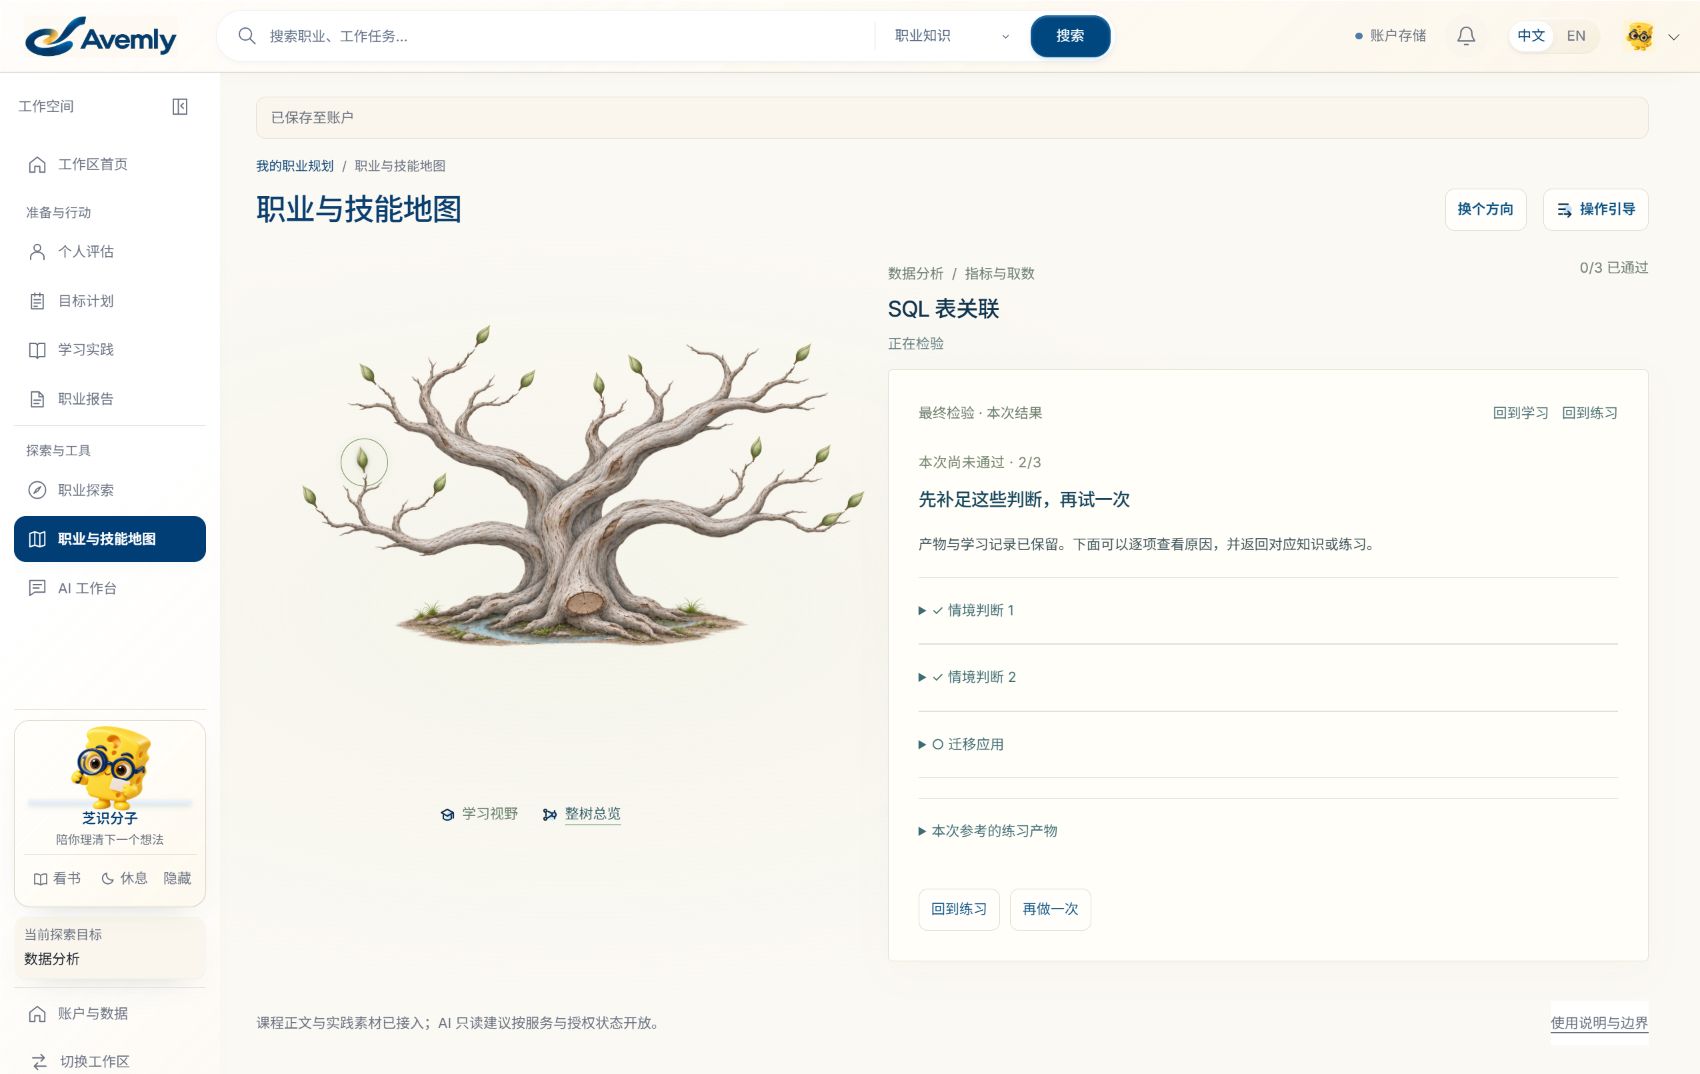 Avemly
搜索职业、工作任务...
职业知识
搜索
账户存储
中文
EN
工作空间
工作区首页
准备与行动
个人评估
目标计划
学习实践
职业报告
探索与工具
职业探索
职业与技能地图
AI 工作台
芝识分子
陪你理清下一个想法
看书
休息
隐藏
当前探索目标
数据分析
账户与数据
切换工作区
已保存至账户
我的职业规划 / 职业与技能地图
职业与技能地图
换个方向
操作引导
学习视野
整树总览
数据分析 / 指标与取数
0/3 已通过
SQL 表关联
正在检验
最终检验 · 本次结果
回到学习
回到练习
本次尚未通过 · 2/3
先补足这些判断，再试一次
产物与学习记录已保留。下面可以逐项查看原因，并返回对应知识或练习。
▶ ✓ 情境判断 1
▶ ✓ 情境判断 2
▶ ○ 迁移应用
▶ 本次参考的练习产物
回到练习
再做一次
课程正文与实践素材已接入；AI 只读建议按服务与授权状态开放。
使用说明与边界